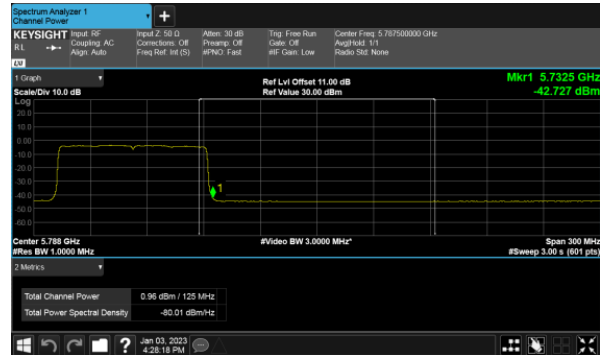 Spectrum Analyzer 1
Channel Power
+
KEYSIGHT Input: RF Input Z: 50 Ω Atten: 30 dB Trig: Free Run Center Freq: 5.787500000 GHz
RL Coupling: AC Corrections: Off Preamp: Off Gate: Off Avg|Hold: 1/1
Align: Auto Freq Ref: Int (S) #PNO: Fast #IF Gain: Low Radio Std: None
LXI
1 Graph Ref Lvl Offset 11.00 dB Mkr1 5.7325 GHz
Scale/Div 10.0 dB Ref Value 30.00 dBm -42.727 dBm
Log
20.0
10.0
0.00
-10.0
-20.0
-30.0
-40.0
-50.0
-60.0
1
Center 5.788 GHz #Video BW 3.0000 MHz* Span 300 MHz
#Res BW 1.0000 MHz #Sweep 3.00 s (601 pts)
2 Metrics
Total Channel Power 0.96 dBm / 125 MHz
Total Power Spectral Density -80.01 dBm/Hz
? Jan 03, 2023
4:28:18 PM